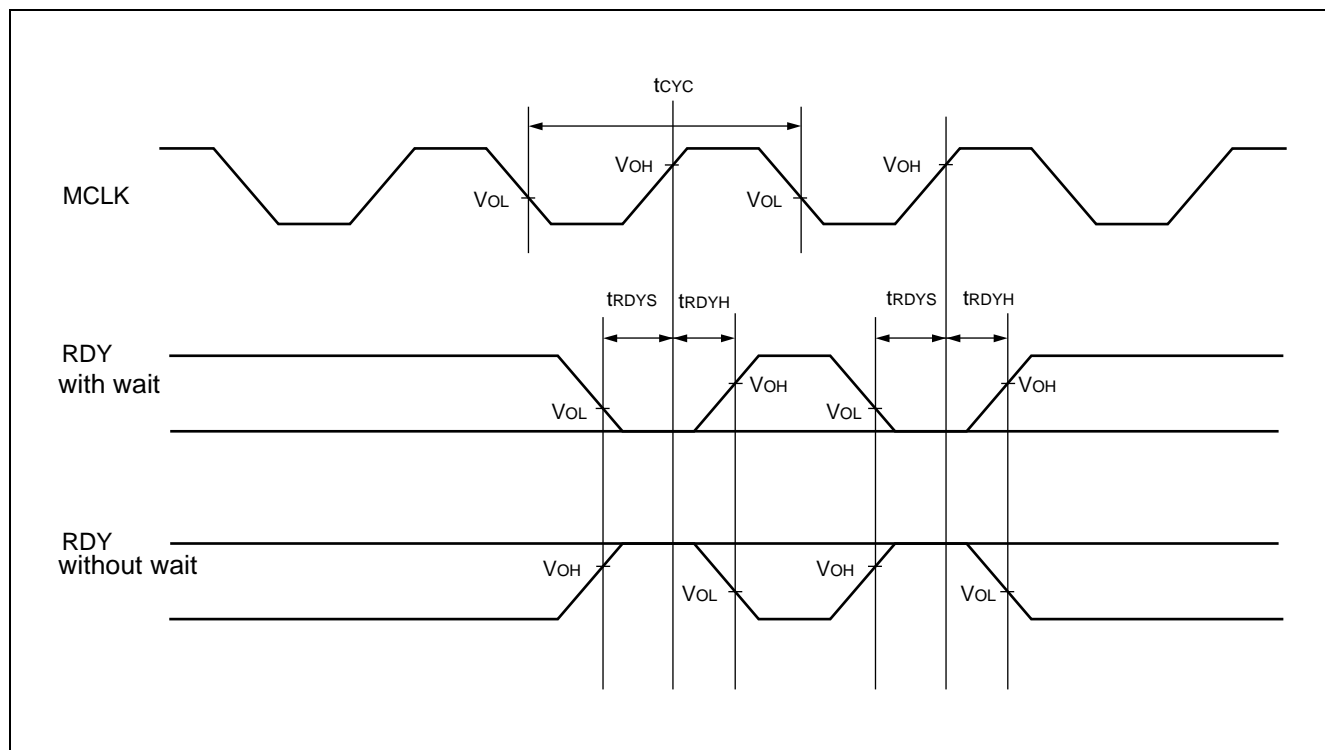 tCYC
VOH
VOH
MCLK
VOL
VOL
tRDYS
tRDYH
tRDYS
tRDYH
RDY
with wait
VOH
VOH
VOL
VOL
RDY
without wait
VOH
VOH
VOL
VOL